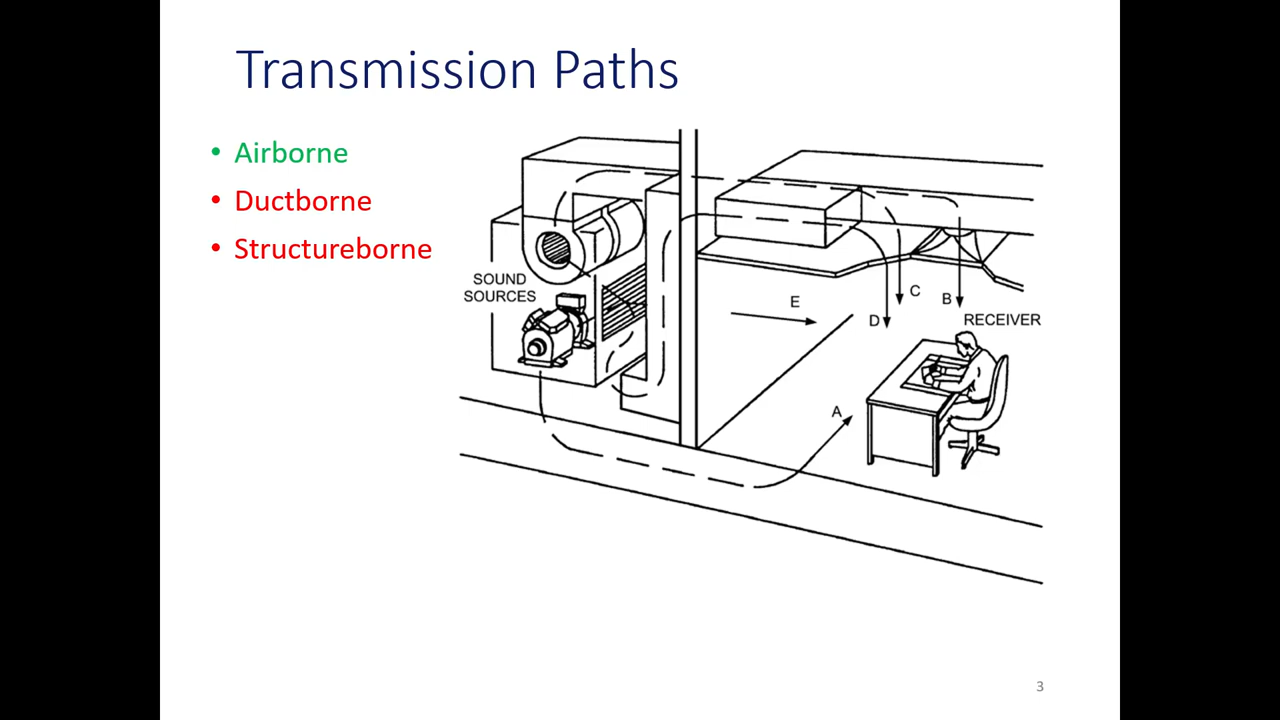 Transmission Paths
• Airborne
• Ductborne
• Structureborne
SOUND
SOURCES
E
C
B
D
RECEIVER
A
3